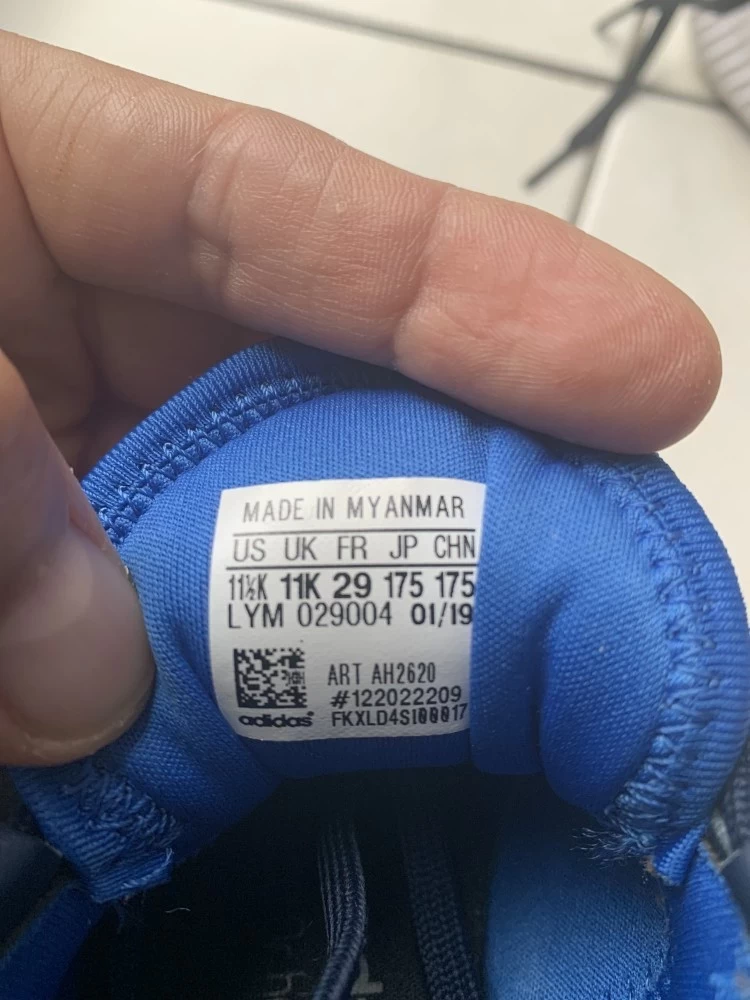 MADE IN MYANMAR
US UK FR JP CHN
11½K 11K 29 175 175
LYM 029004 01/19
ART AH2620
#122022209
adidas FKXLD4S100017